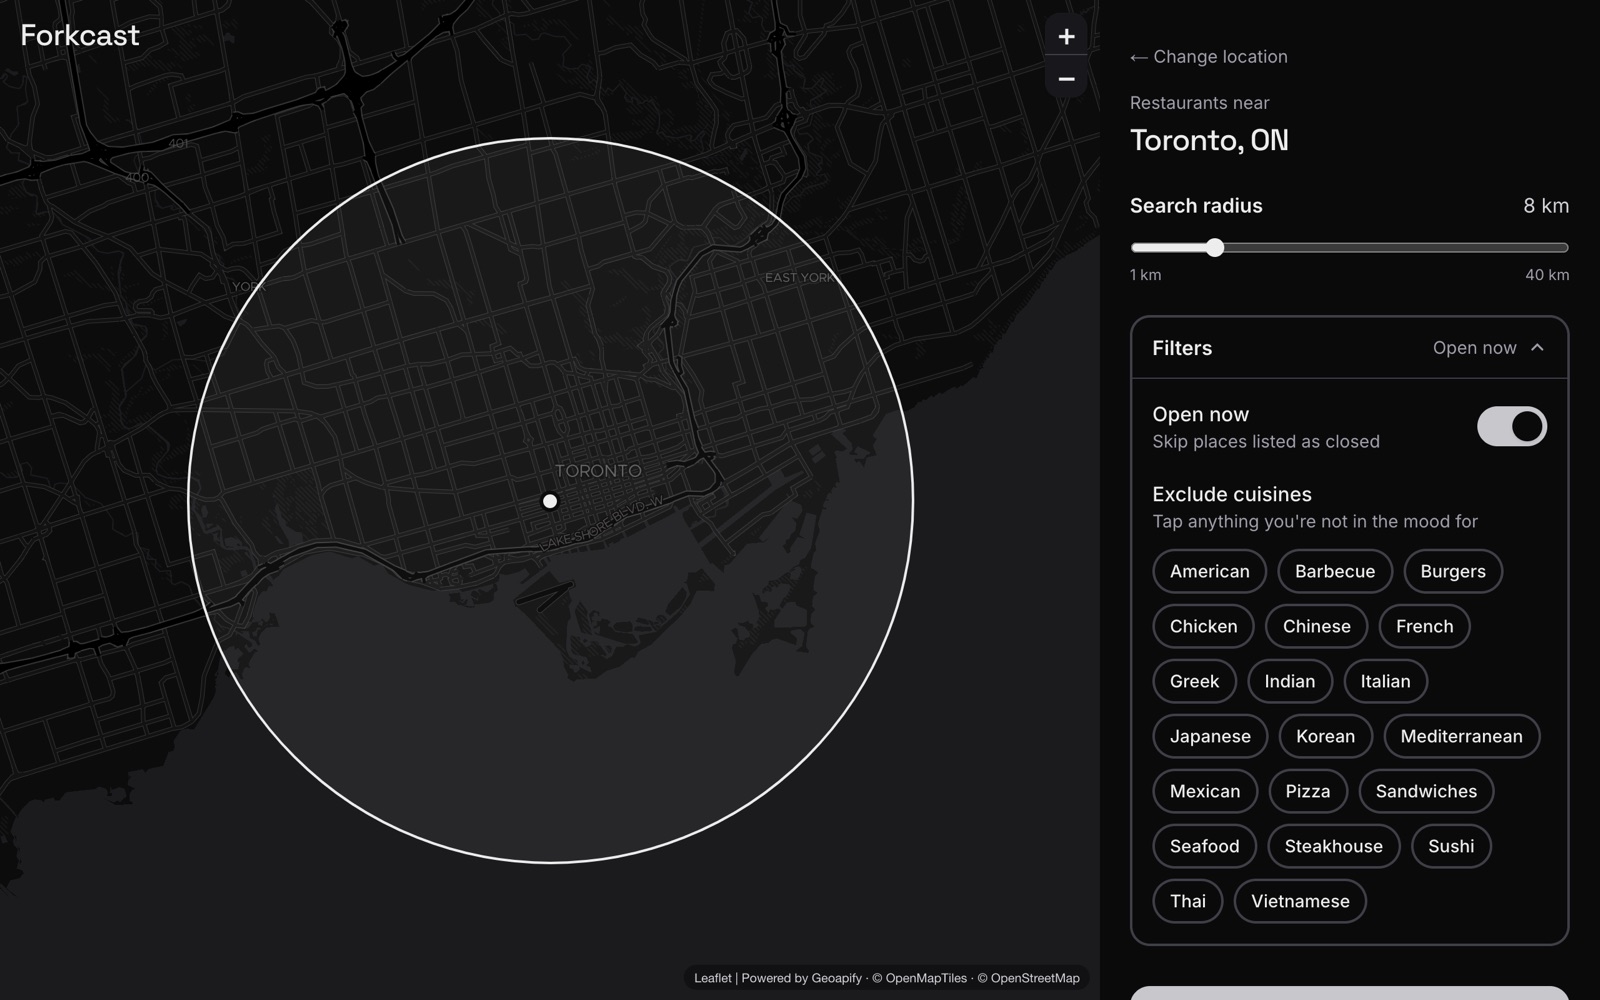 Forkcast
+
−
401
400
YORK
EAST YORK
TORONTO
LAKE SHORE BLVD. W
Leaflet | Powered by Geoapify · © OpenMapTiles · © OpenStreetMap
← Change location
Restaurants near
Toronto, ON
Search radius 8 km
1 km 40 km
Filters Open now
Open now
Skip places listed as closed
Exclude cuisines
Tap anything you're not in the mood for
American Barbecue Burgers
Chicken Chinese French
Greek Indian Italian
Japanese Korean Mediterranean
Mexican Pizza Sandwiches
Seafood Steakhouse Sushi
Thai Vietnamese